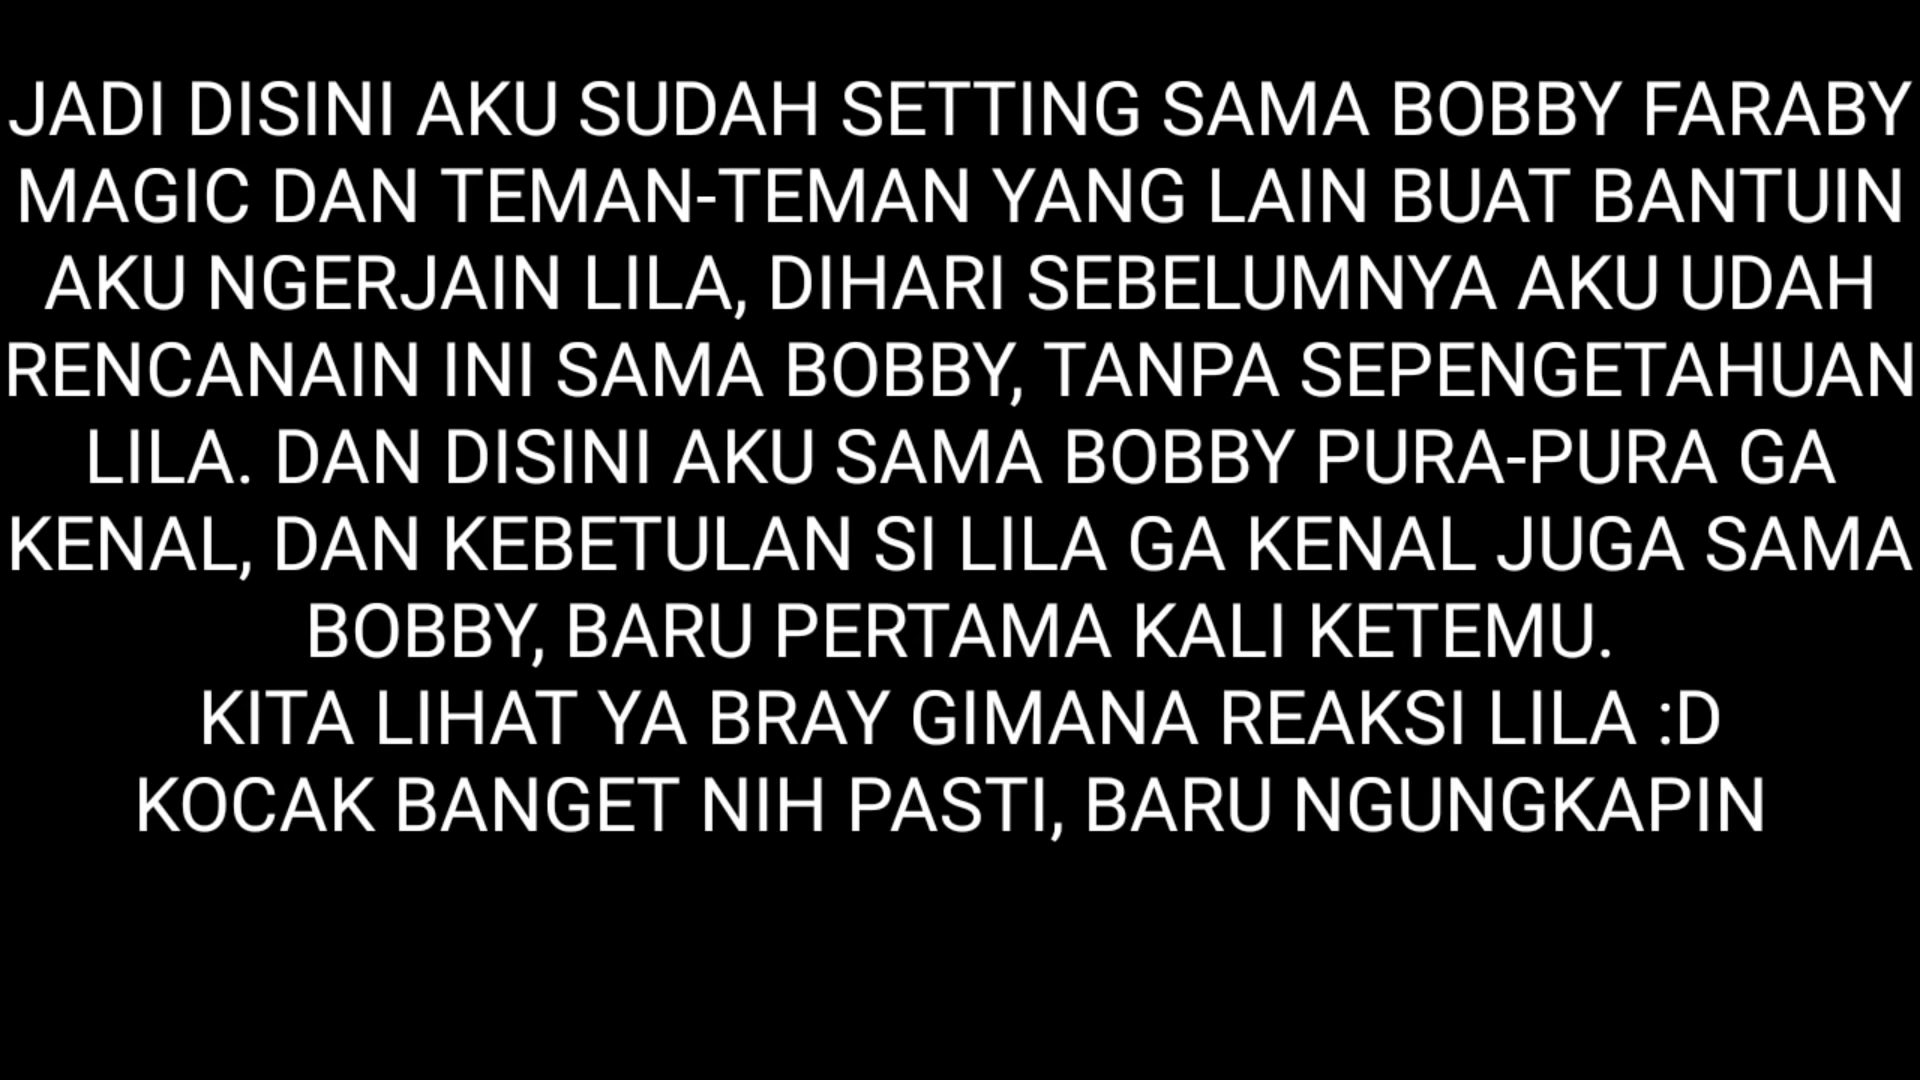 JADI DISINI AKU SUDAH SETTING SAMA BOBBY FARABY
MAGIC DAN TEMAN-TEMAN YANG LAIN BUAT BANTUIN
AKU NGERJAIN LILA, DIHARI SEBELUMNYA AKU UDAH
RENCANAIN INI SAMA BOBBY, TANPA SEPENGETAHUAN
LILA. DAN DISINI AKU SAMA BOBBY PURA-PURA GA
KENAL, DAN KEBETULAN SI LILA GA KENAL JUGA SAMA
BOBBY, BARU PERTAMA KALI KETEMU.
KITA LIHAT YA BRAY GIMANA REAKSI LILA :D
KOCAK BANGET NIH PASTI, BARU NGUNGKAPIN